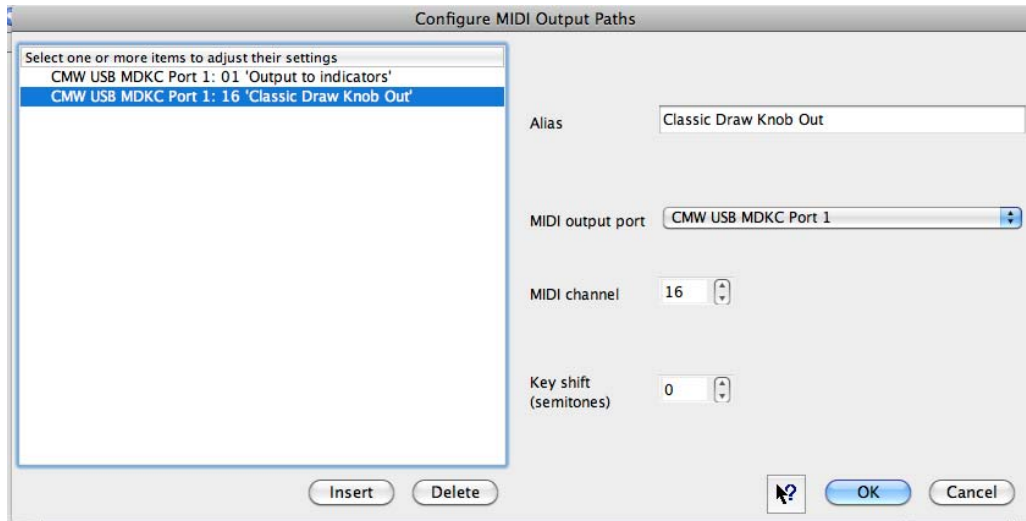 Configure MIDI Output Paths
Select one or more items to adjust their settings
CMW USB MDKC Port 1: 01 'Output to indicators'
CMW USB MDKC Port 1: 16 'Classic Draw Knob Out'
Alias
Classic Draw Knob Out
MIDI output port
CMW USB MDKC Port 1
MIDI channel
16
Key shift
(semitones)
0
Insert
Delete
?
OK
Cancel